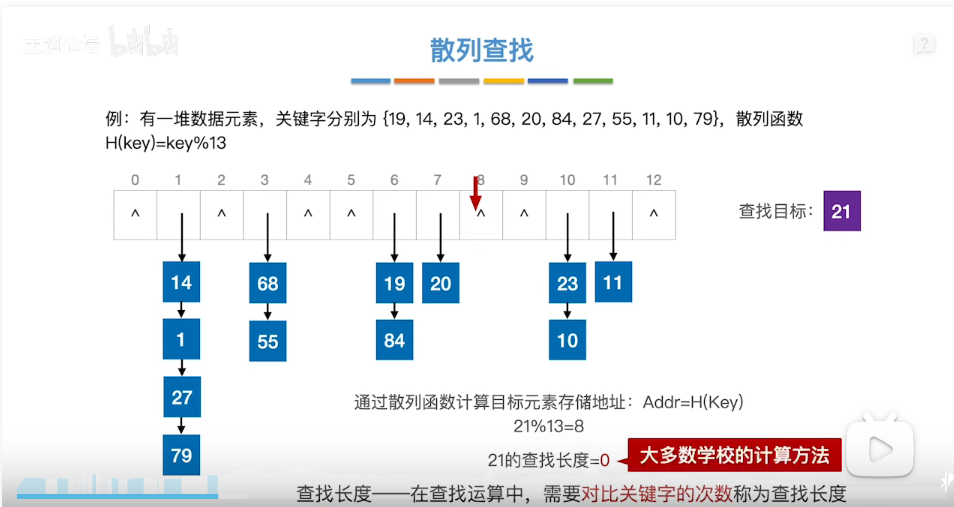 散列查找
例：有一堆数据元素，关键字分别为 {19, 14, 23, 1, 68, 20, 84, 27, 55, 11, 10, 79}，散列函数
H(key)=key%13
0 1 2 3 4 5 6 7 8 9 10 11 12
^ ^ ^ ^ ^ ^ ^
查找目标： 21
14 68 19 20 23 11
1 55 84 10
27
79
通过散列函数计算目标元素存储地址：Addr=H(Key)
21%13=8
21的查找长度=0 大多数学校的计算方法
查找长度——在查找运算中，需要对比关键字的次数称为查找长度